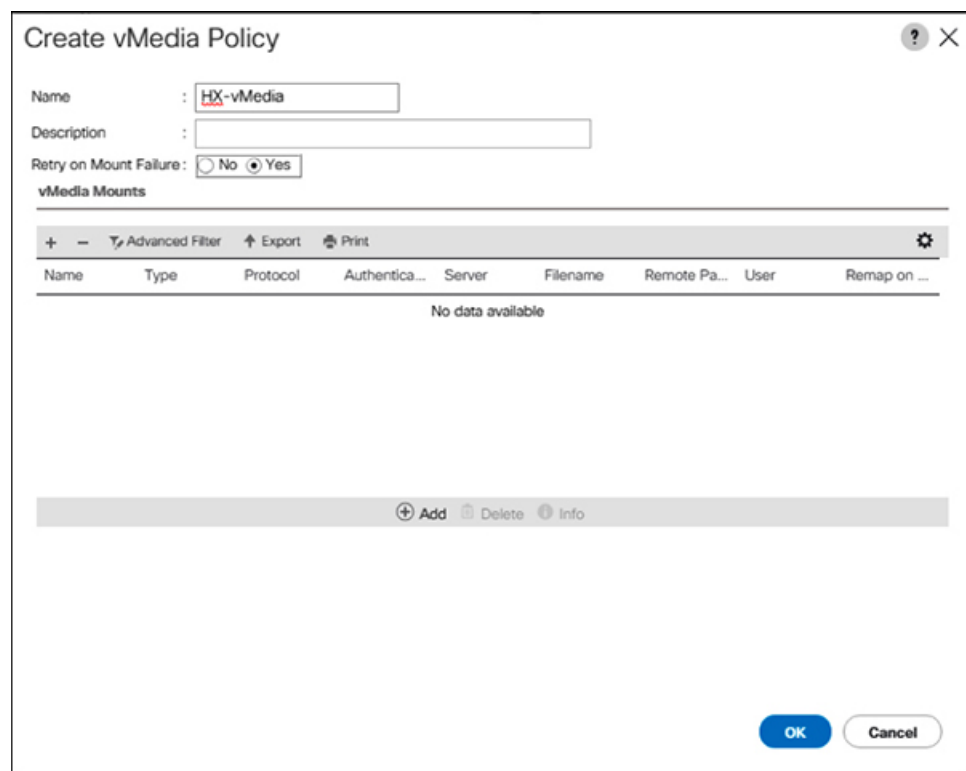 Create vMedia Policy
?
Name : HX-vMedia
Description :
Retry on Mount Failure : No Yes
vMedia Mounts
+ − Advanced Filter Export Print
Name Type Protocol Authentica... Server Filename Remote Pa... User Remap on ...
No data available
Add Delete Info
OK Cancel